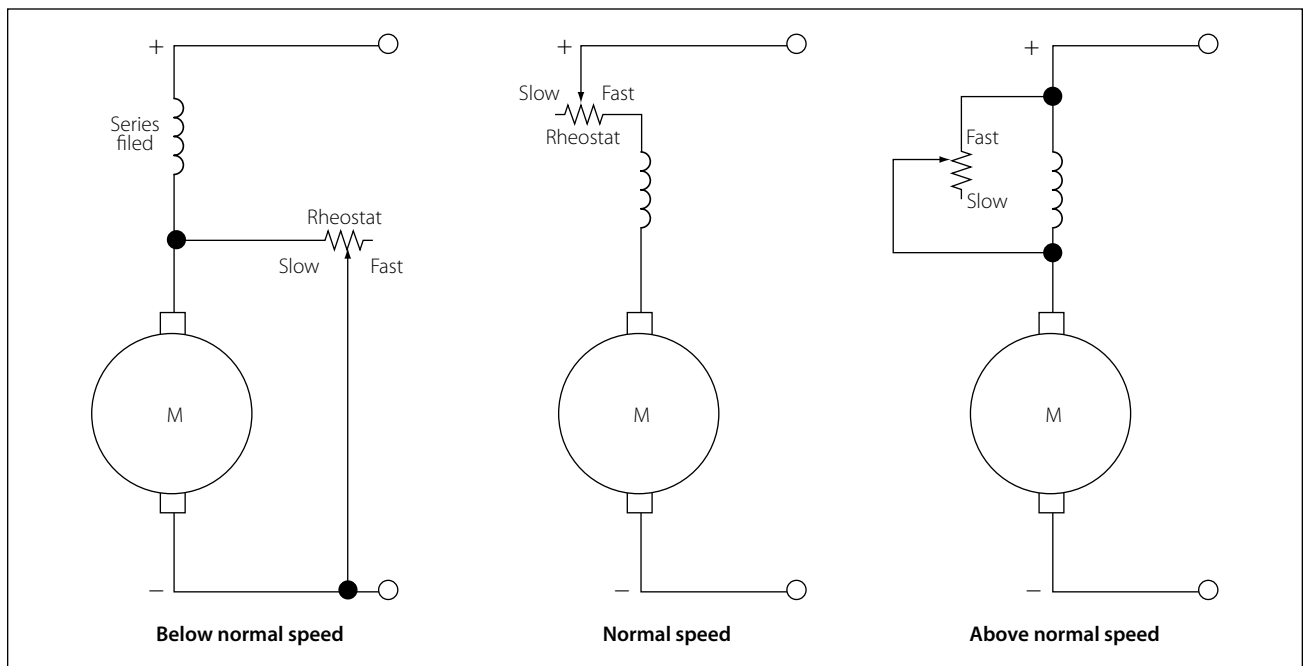 +
Series
filed
Rheostat
Slow
Fast
M
−
Below normal speed
+
Slow
Fast
Rheostat
M
−
Normal speed
+
Fast
Slow
M
−
Above normal speed